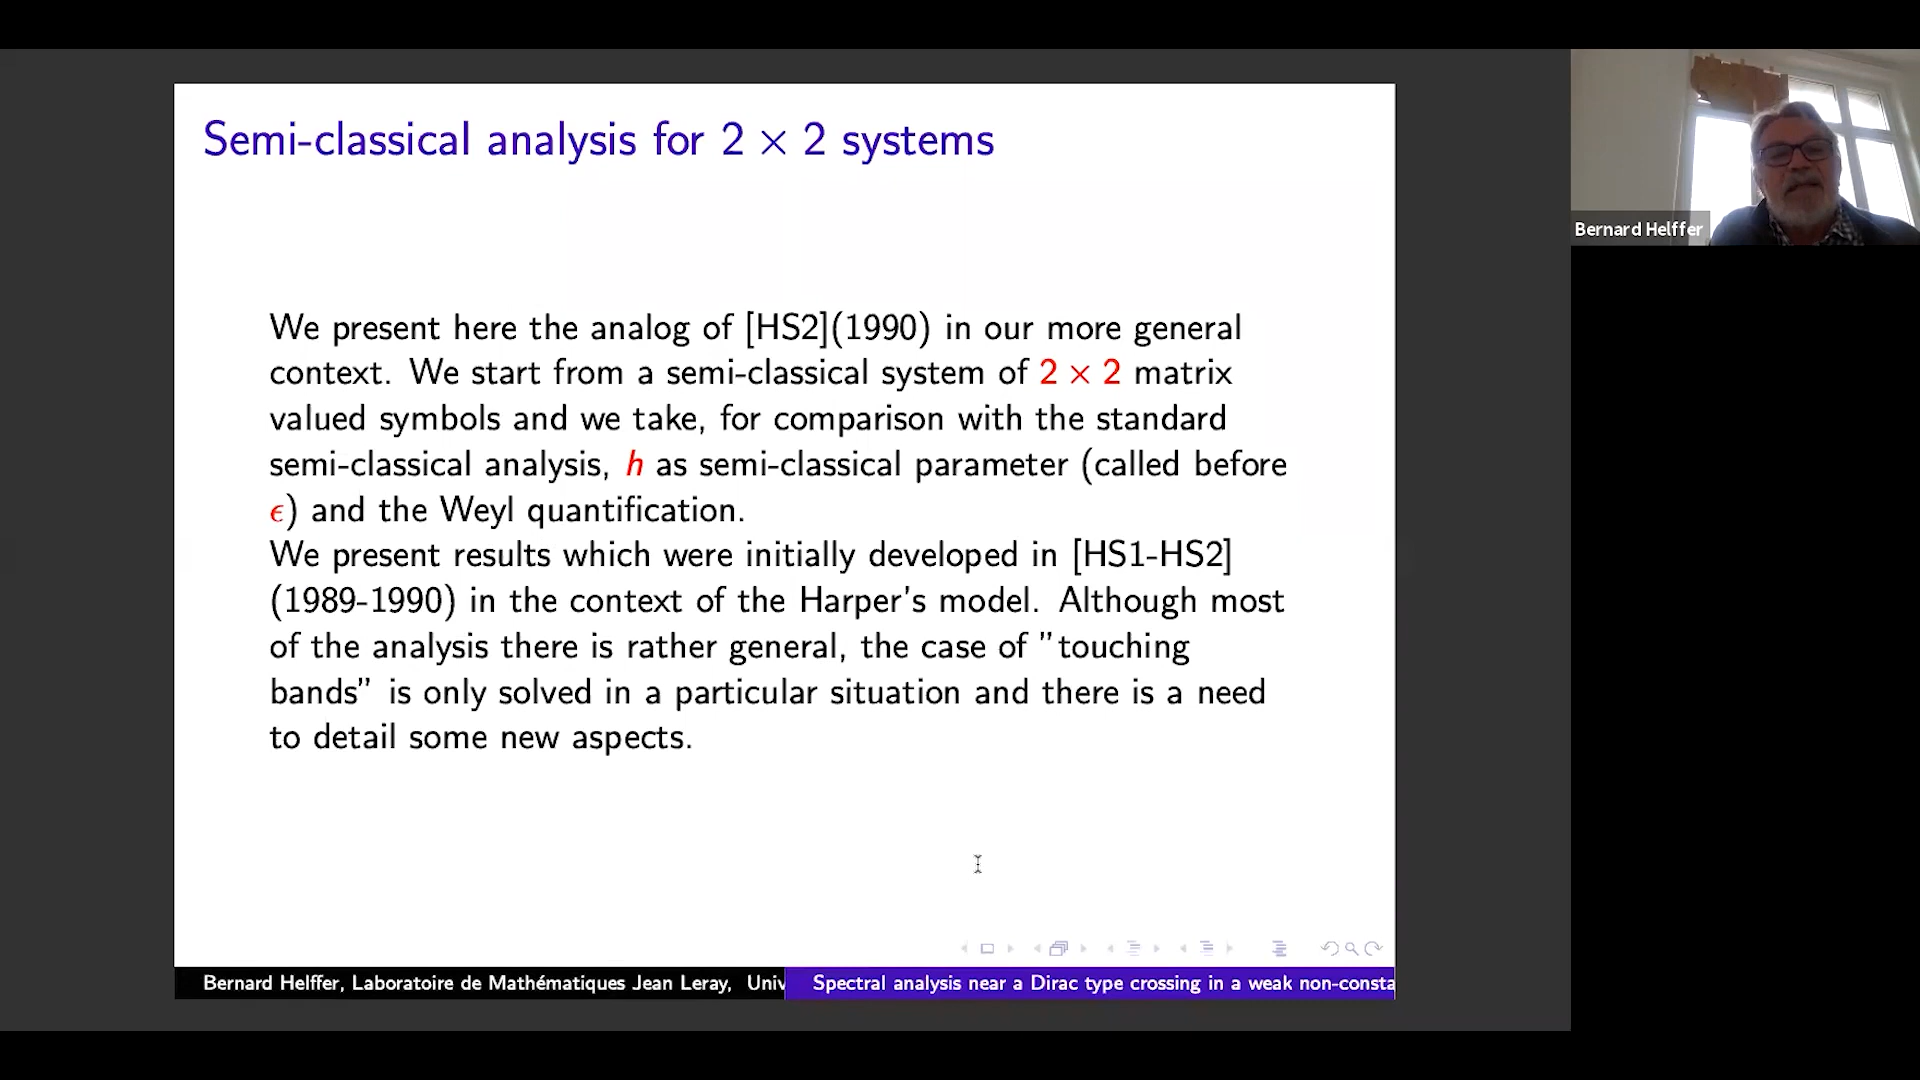 Semi-classical analysis for 2 × 2 systems
We present here the analog of [HS2](1990) in our more general
context. We start from a semi-classical system of 2 × 2 matrix
valued symbols and we take, for comparison with the standard
semi-classical analysis, h as semi-classical parameter (called before
ϵ) and the Weyl quantification.
We present results which were initially developed in [HS1-HS2]
(1989-1990) in the context of the Harper's model. Although most
of the analysis there is rather general, the case of "touching
bands" is only solved in a particular situation and there is a need
to detail some new aspects.
Bernard Helffer, Laboratoire de Mathématiques Jean Leray, Univ
Spectral analysis near a Dirac type crossing in a weak non-consta
Bernard Helffer